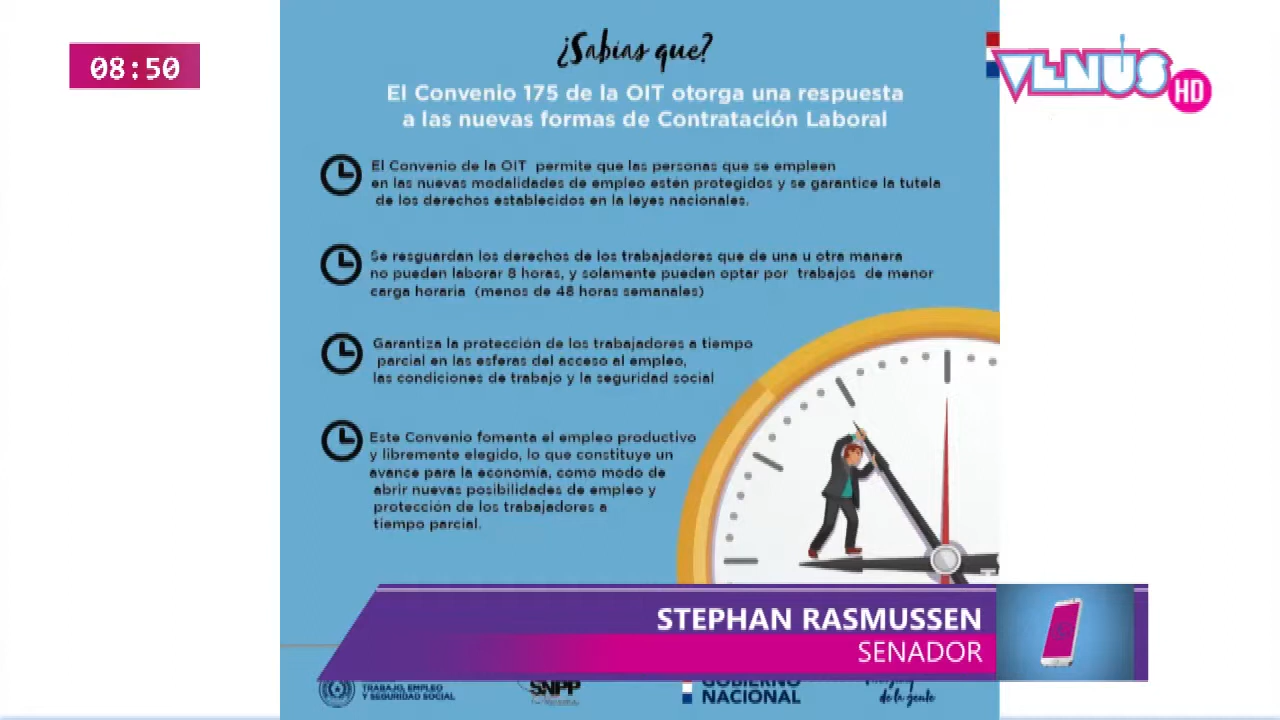 08:50
VENUS HD
¿Sabías que?
El Convenio 175 de la OIT otorga una respuesta
a las nuevas formas de Contratación Laboral
El Convenio de la OIT permite que las personas que se empleen
en las nuevas modalidades de empleo estén protegidos y se garantice la tutela
de los derechos establecidos en la leyes nacionales.
Se resguardan los derechos de los trabajadores que de una u otra manera
no pueden laborar 8 horas, y solamente pueden optar por trabajos de menor
carga horaria (menos de 48 horas semanales)
Garantiza la protección de los trabajadores a tiempo
parcial en las esferas del acceso al empleo,
las condiciones de trabajo y la seguridad social
Este Convenio fomenta el empleo productivo
y libremente elegido, lo que constituye un
avance para la economía, como modo de
abrir nuevas posibilidades de empleo y
protección de los trabajadores a
tiempo parcial.
STEPHAN RASMUSSEN
SENADOR
TRABAJO, EMPLEO
Y SEGURIDAD SOCIAL
SNPP
GOBIERNO
NACIONAL
de la gente